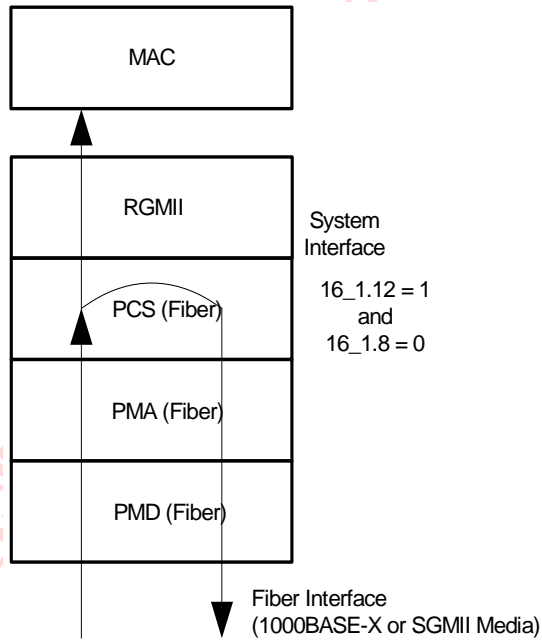 MAC
RGMII
System
Interface
PCS (Fiber)
16_1.12 = 1
and
16_1.8 = 0
PMA (Fiber)
PMD (Fiber)
Fiber Interface
(1000BASE-X or SGMII Media)